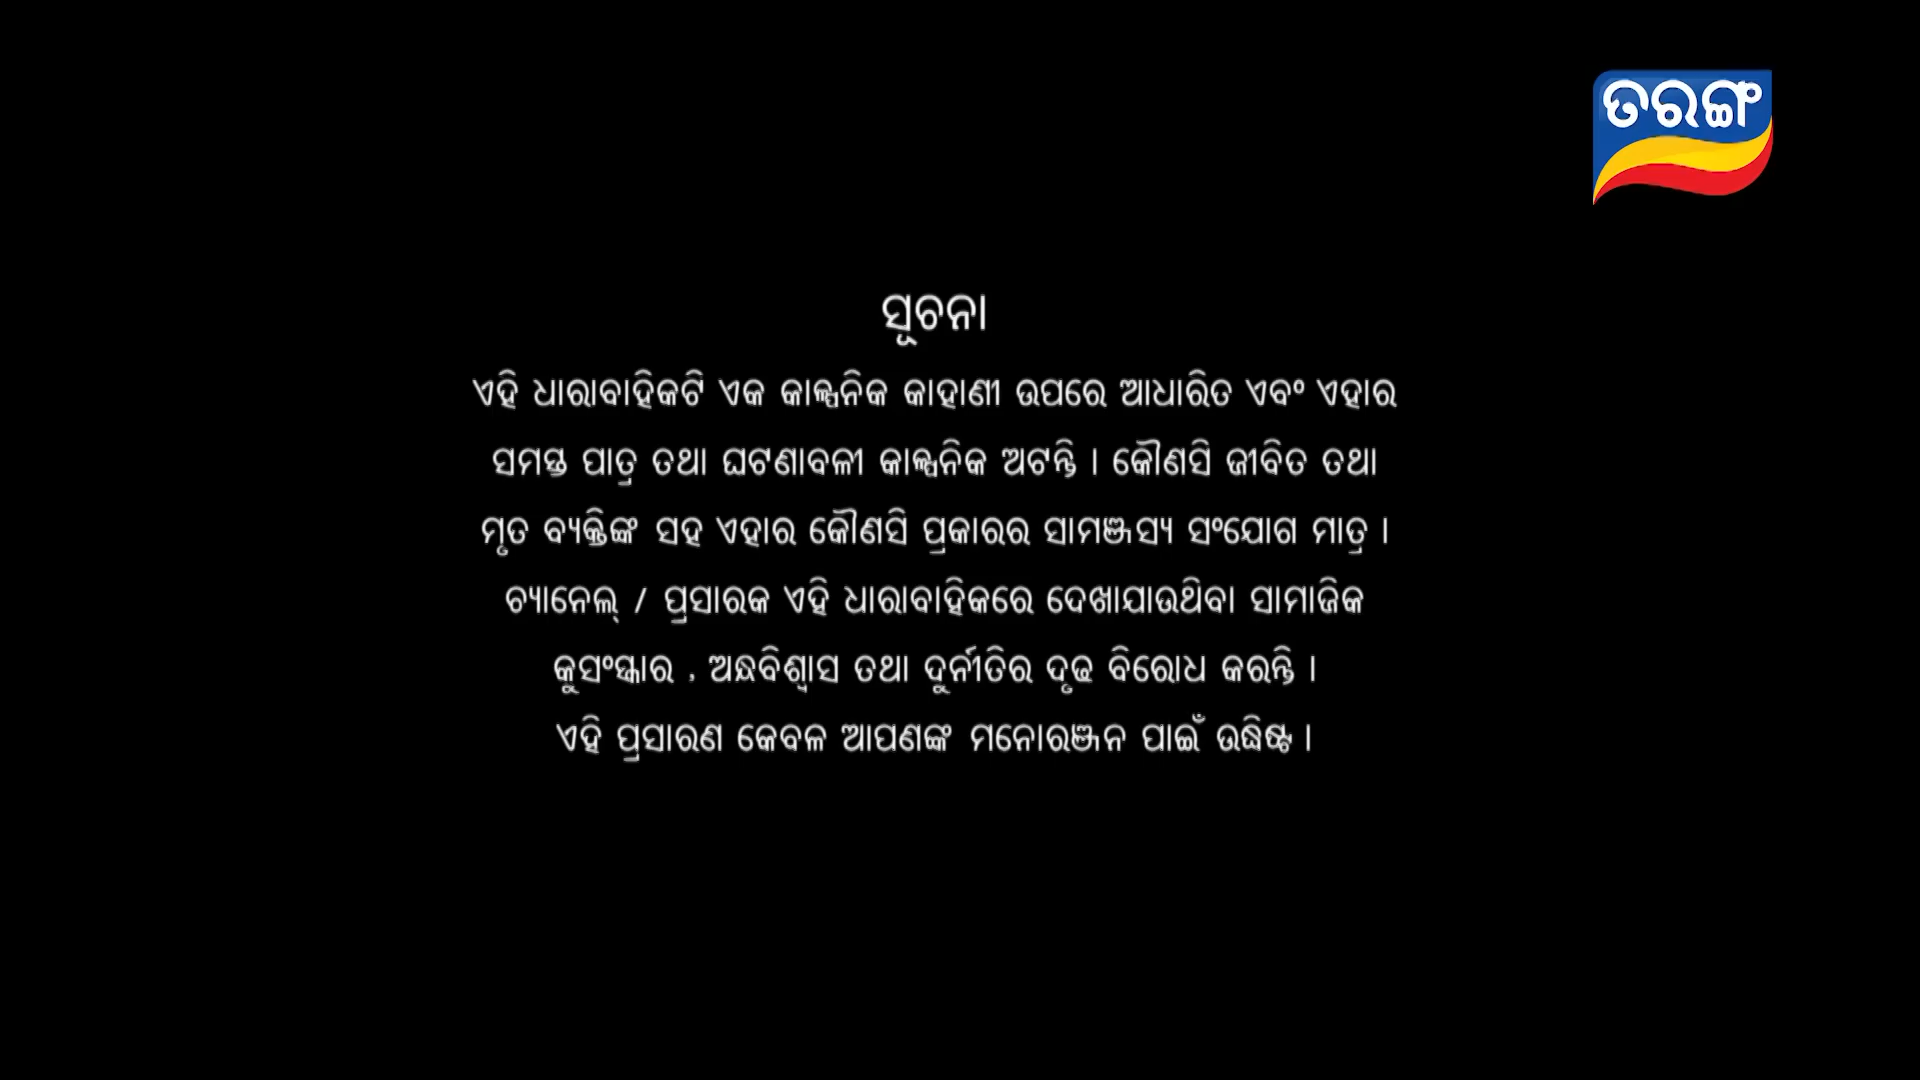 ତରଙ୍ଗ
ସୂଚନା
ଏହି ଧାରାବାହିକଟି ଏକ କାଳ୍ପନିକ କାହାଣୀ ଉପରେ ଆଧାରିତ ଏବଂ ଏହାର
ସମସ୍ତ ପାତ୍ର ତଥା ଘଟଣାବଳୀ କାଳ୍ପନିକ ଅଟନ୍ତି । କୌଣସି ଜୀବିତ ତଥା
ମୃତ ବ୍ୟକ୍ତିଙ୍କ ସହ ଏହାର କୌଣସି ପ୍ରକାରର ସାମଞ୍ଜସ୍ୟ ସଂଯୋଗ ମାତ୍ର ।
ଚ୍ୟାନେଲ୍ / ପ୍ରସାରକ ଏହି ଧାରାବାହିକରେ ଦେଖାଯାଉଥିବା ସାମାଜିକ
କୁସଂସ୍କାର , ଅନ୍ଧବିଶ୍ୱାସ ତଥା ଦୁର୍ନୀତିର ଦୃଢ ବିରୋଧ କରନ୍ତି ।
ଏହି ପ୍ରସାରଣ କେବଳ ଆପଣଙ୍କ ମନୋରଞ୍ଜନ ପାଇଁ ଉଦ୍ଧିଷ୍ଟ ।